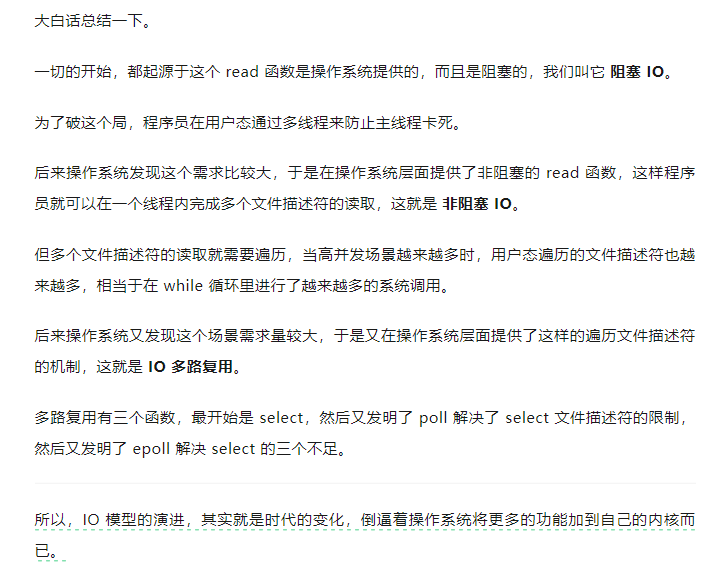 大白话总结一下。
一切的开始，都起源于这个 read 函数是操作系统提供的，而且是阻塞的，我们叫它 阻塞 IO。
为了破这个局，程序员在用户态通过多线程来防止主线程卡死。
后来操作系统发现这个需求比较大，于是在操作系统层面提供了非阻塞的 read 函数，这样程序
员就可以在一个线程内完成多个文件描述符的读取，这就是 非阻塞 IO。
但多个文件描述符的读取就需要遍历，当高并发场景越来越多时，用户态遍历的文件描述符也越
来越多，相当于在 while 循环里进行了越来越多的系统调用。
后来操作系统又发现这个场景需求量较大，于是又在操作系统层面提供了这样的遍历文件描述符
的机制，这就是 IO 多路复用。
多路复用有三个函数，最开始是 select，然后又发明了 poll 解决了 select 文件描述符的限制，
然后又发明了 epoll 解决 select 的三个不足。
所以，IO 模型的演进，其实就是时代的变化，倒逼着操作系统将更多的功能加到自己的内核而
已。